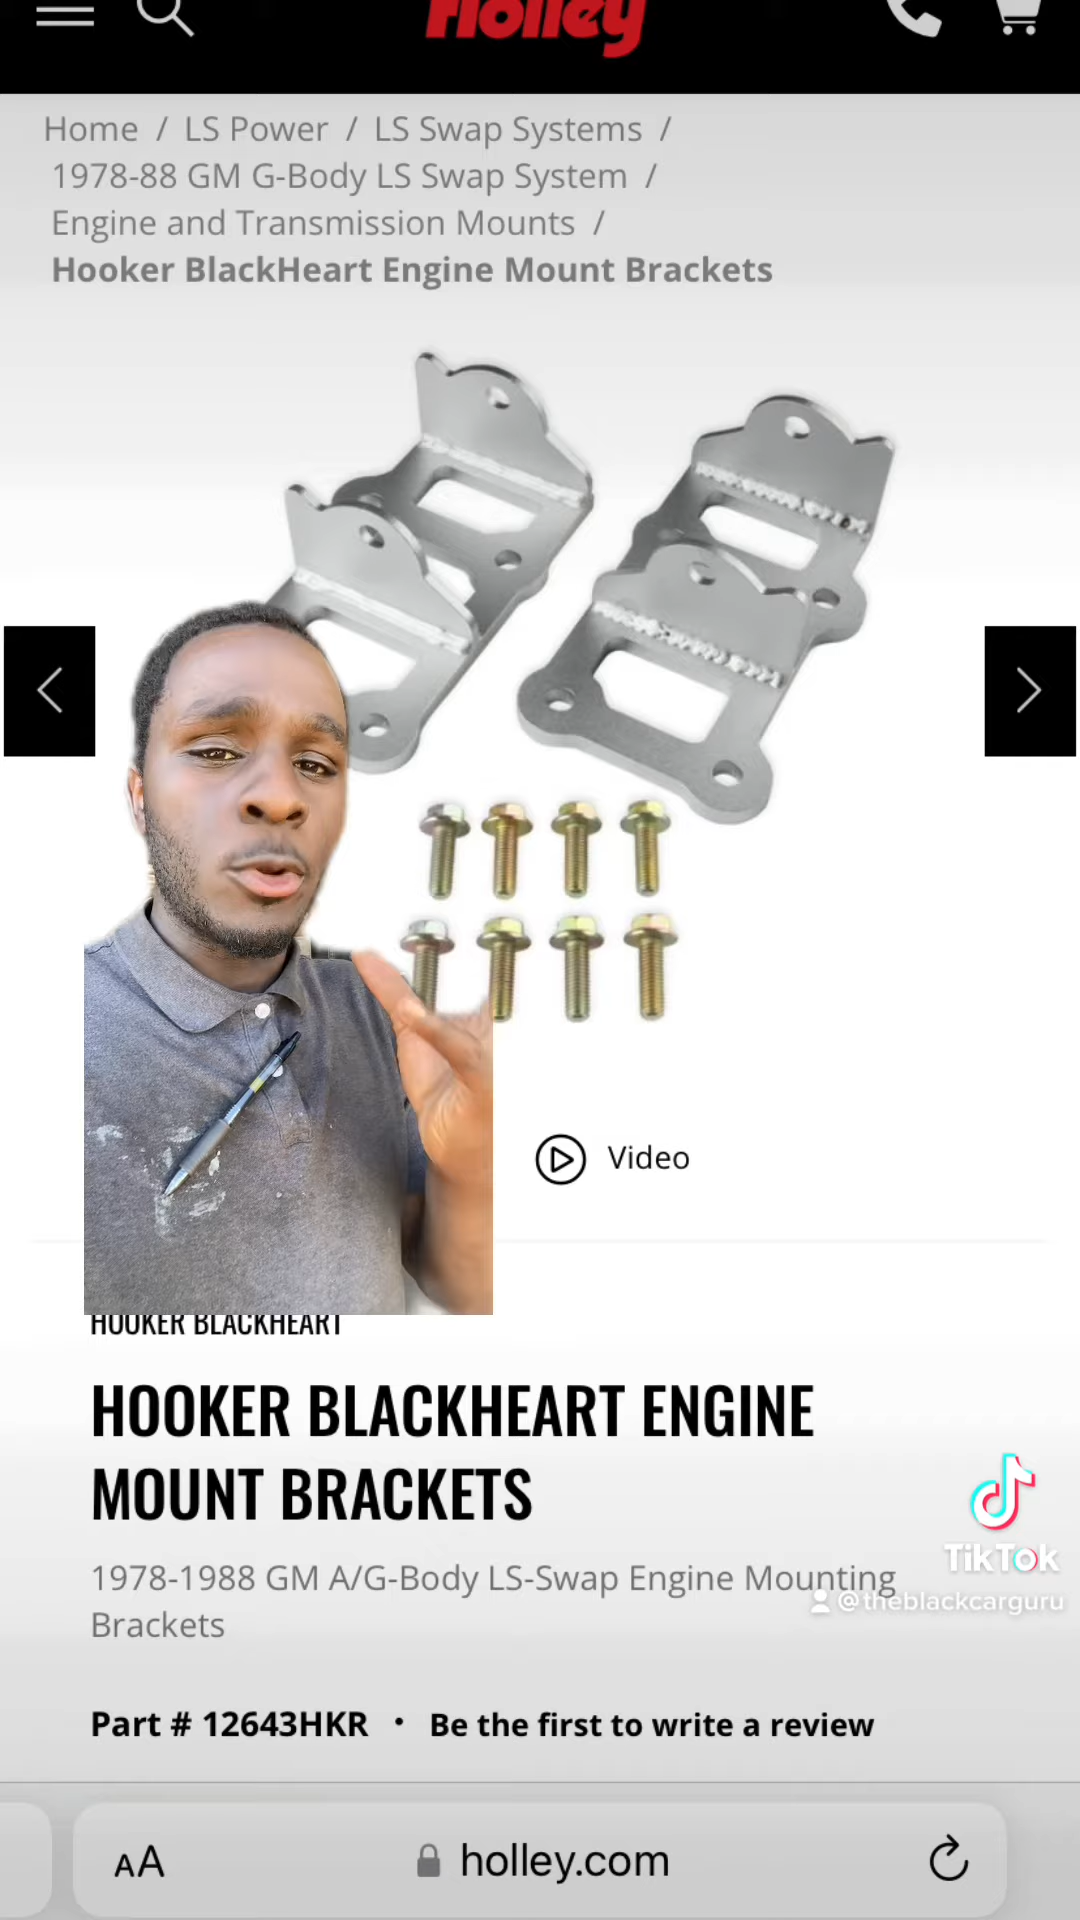 Holley
Home / LS Power / LS Swap Systems /
1978-88 GM G-Body LS Swap System /
Engine and Transmission Mounts /
Hooker BlackHeart Engine Mount Brackets
Video
HOOKER BLACKHEART
HOOKER BLACKHEART ENGINE
MOUNT BRACKETS
1978-1988 GM A/G-Body LS-Swap Engine Mounting
Brackets
Part # 12643HKR • Be the first to write a review
TikTok
@theblackcarguru
AA holley.com